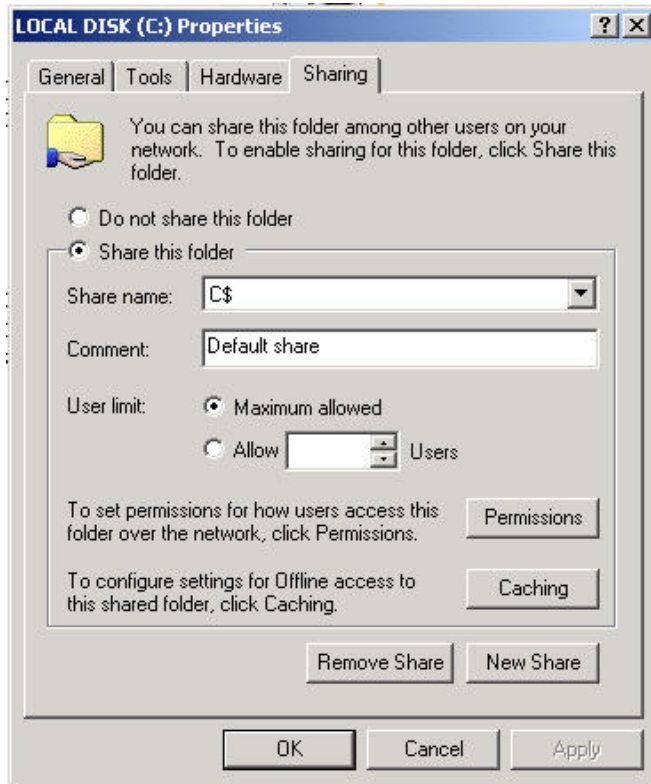 LOCAL DISK (C:) Properties
General Tools Hardware Sharing
You can share this folder among other users on your
network. To enable sharing for this folder, click Share this
folder.
Do not share this folder
Share this folder
Share name: C$
Comment: Default share
User limit: Maximum allowed
Allow Users
To set permissions for how users access this
folder over the network, click Permissions.
Permissions
To configure settings for Offline access to
this shared folder, click Caching.
Caching
Remove Share New Share
OK Cancel Apply